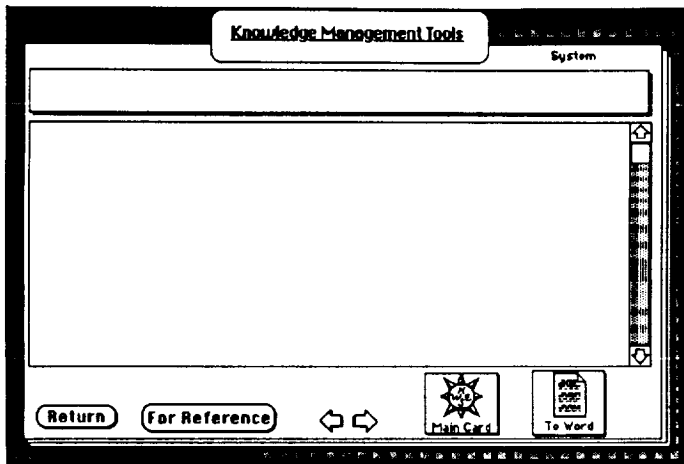 Knowledge Management Tools
System
Return
For Reference
Main Card
To Word